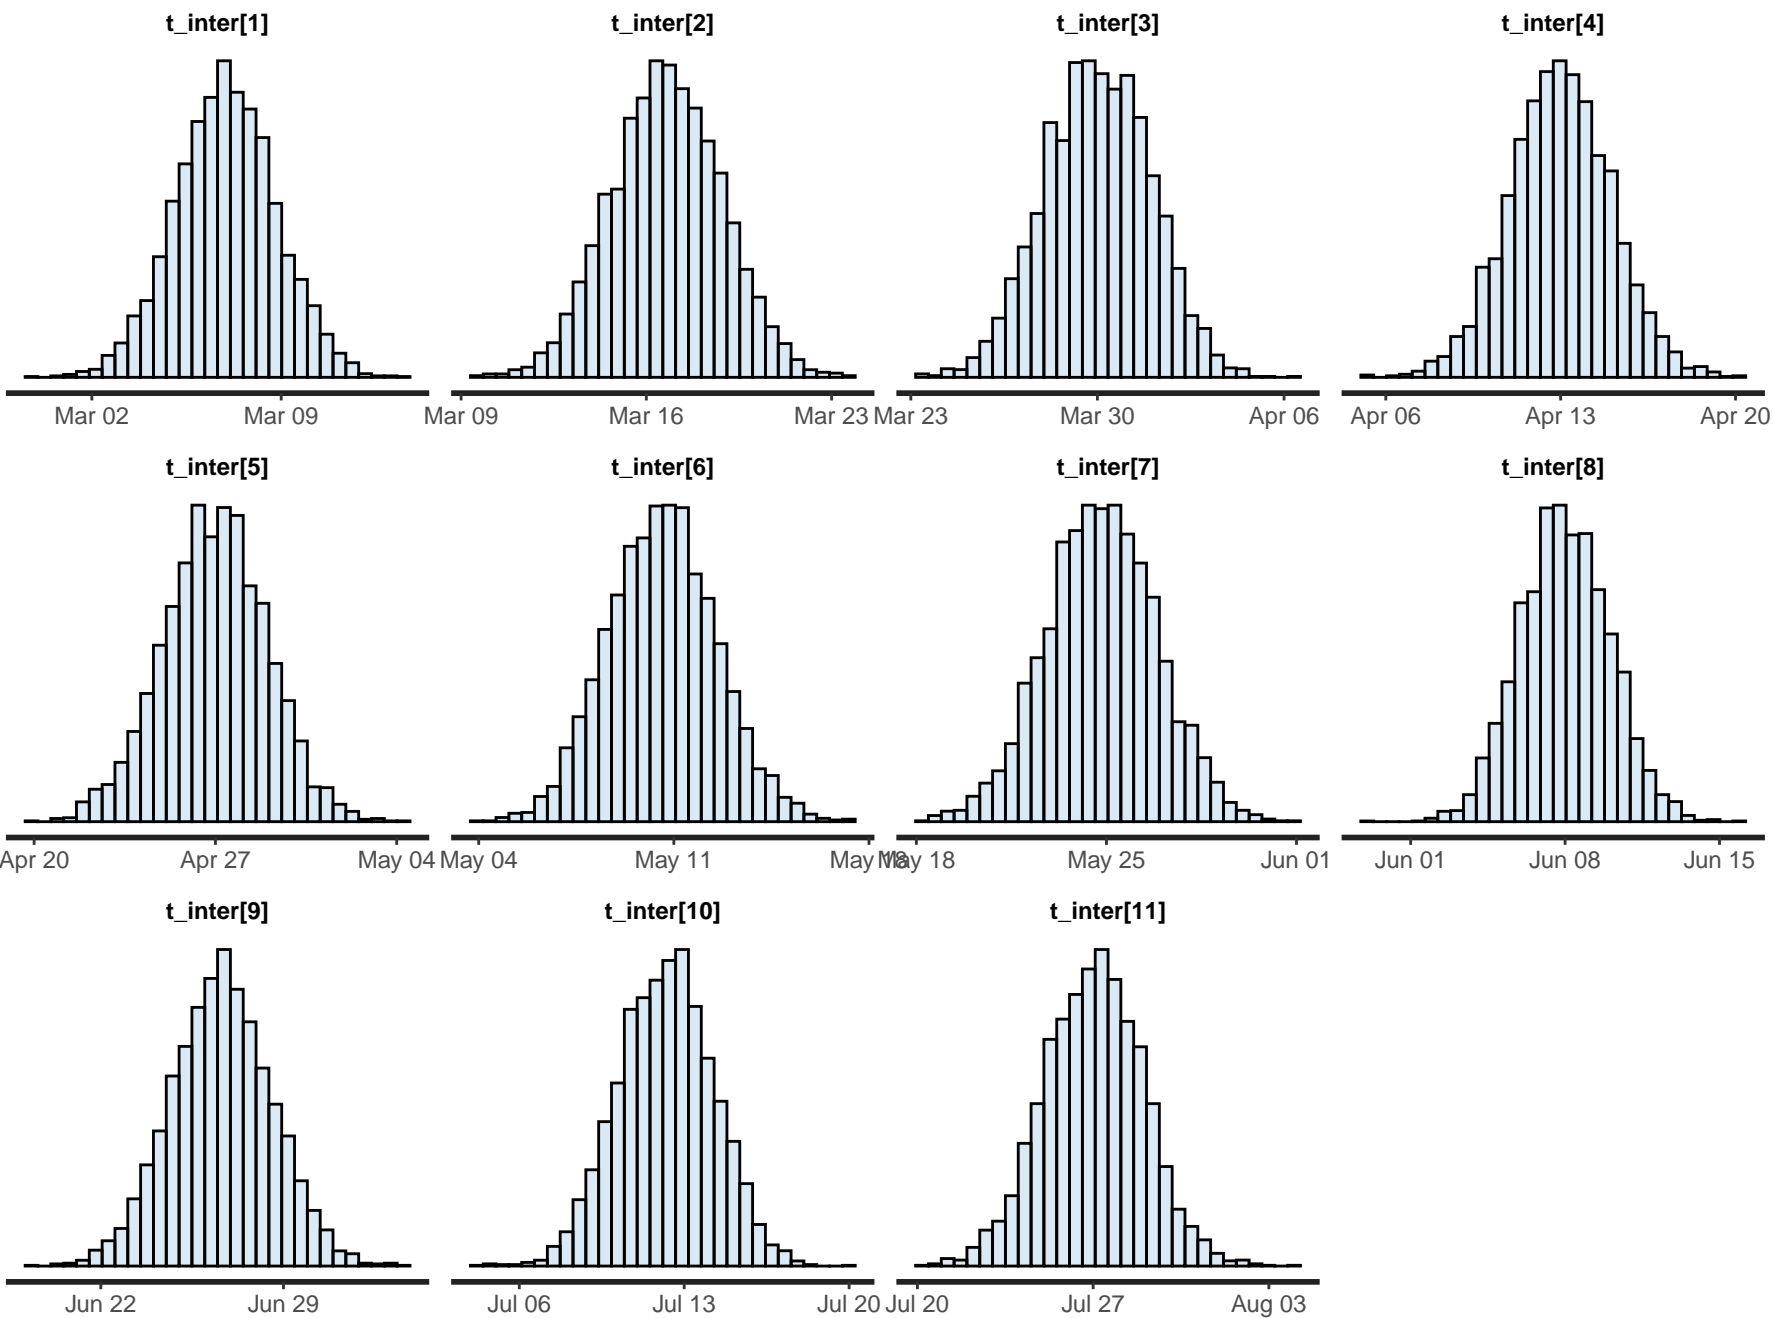 t_inter[1] t_inter[2] t_inter[3] t_inter[4]
Mar 02 Mar 09 Mar 09 Mar 16 Mar 23 Mar 23 Mar 30 Apr 06 Apr 06 Apr 13 Apr 20
t_inter[5] t_inter[6] t_inter[7] t_inter[8]
Apr 20 Apr 27 May 04 May 04 May 11 May 18 May 18 May 25 Jun 01 Jun 01 Jun 08 Jun 15
t_inter[9] t_inter[10] t_inter[11]
Jun 22 Jun 29 Jul 06 Jul 13 Jul 20 Jul 20 Jul 27 Aug 03